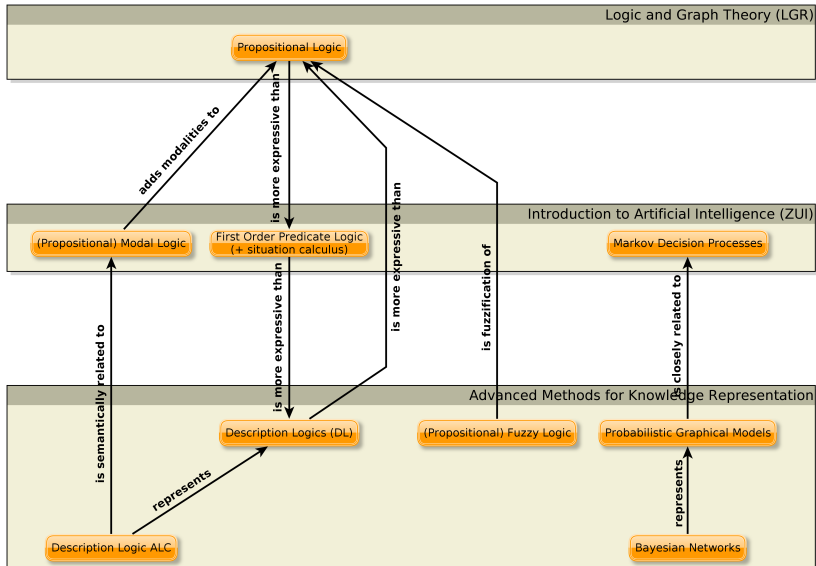 Logic and Graph Theory (LGR)
Propositional Logic
adds modalities to
is more expressive than
is more expressive than
Introduction to Artificial Intelligence (ZUI)
(Propositional) Modal Logic
First Order Predicate Logic
(+ situation calculus)
Markov Decision Processes
is semantically related to
is more expressive than
is fuzzification of
is closely related to
Advanced Methods for Knowledge Representation
Description Logics (DL)
(Propositional) Fuzzy Logic
Probabilistic Graphical Models
represents
represents
Description Logic ALC
Bayesian Networks